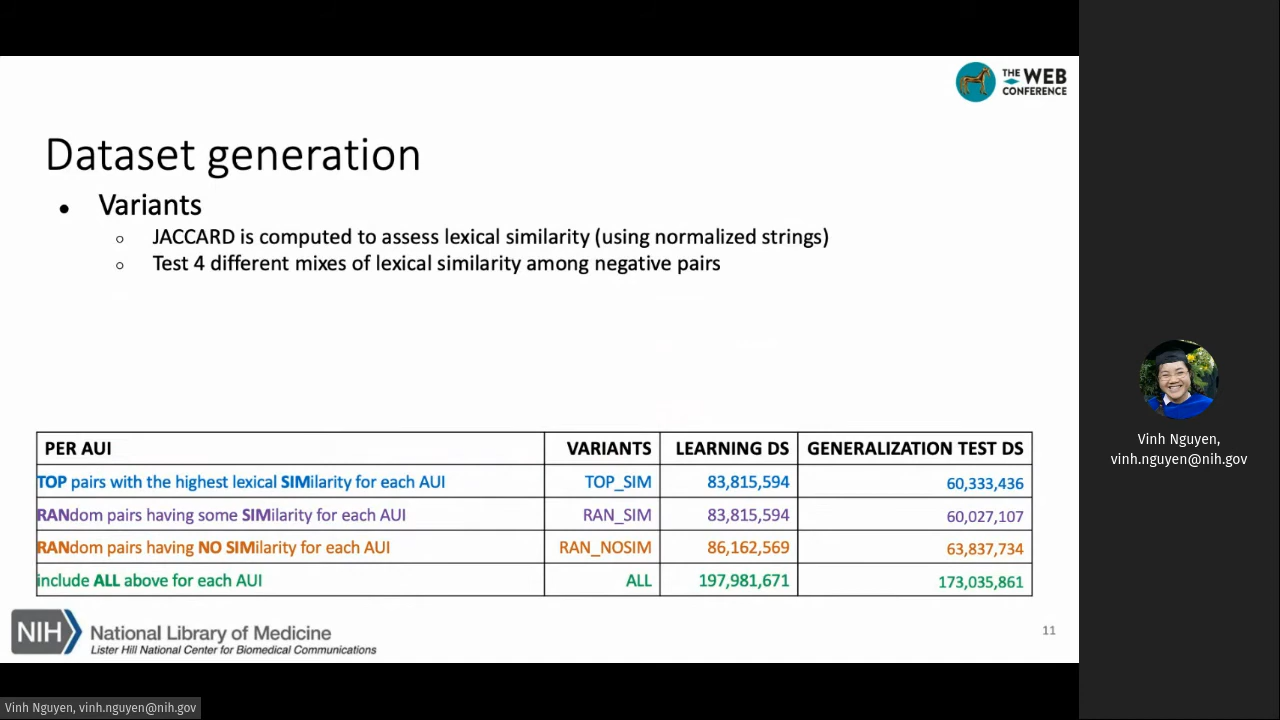 THE WEB
CONFERENCE
Dataset generation
● Variants
○ JACCARD is computed to assess lexical similarity (using normalized strings)
○ Test 4 different mixes of lexical similarity among negative pairs
PER AUI VARIANTS LEARNING DS GENERALIZATION TEST DS
TOP pairs with the highest lexical SIMilarity for each AUI TOP_SIM 83,815,594 60,333,436
RANdom pairs having some SIMilarity for each AUI RAN_SIM 83,815,594 60,027,107
RANdom pairs having NO SIMilarity for each AUI RAN_NOSIM 86,162,569 63,837,734
include ALL above for each AUI ALL 197,981,671 173,035,861
NIH National Library of Medicine
Lister Hill National Center for Biomedical Communications
11
Vinh Nguyen,
vinh.nguyen@nih.gov
Vinh Nguyen, vinh.nguyen@nih.gov